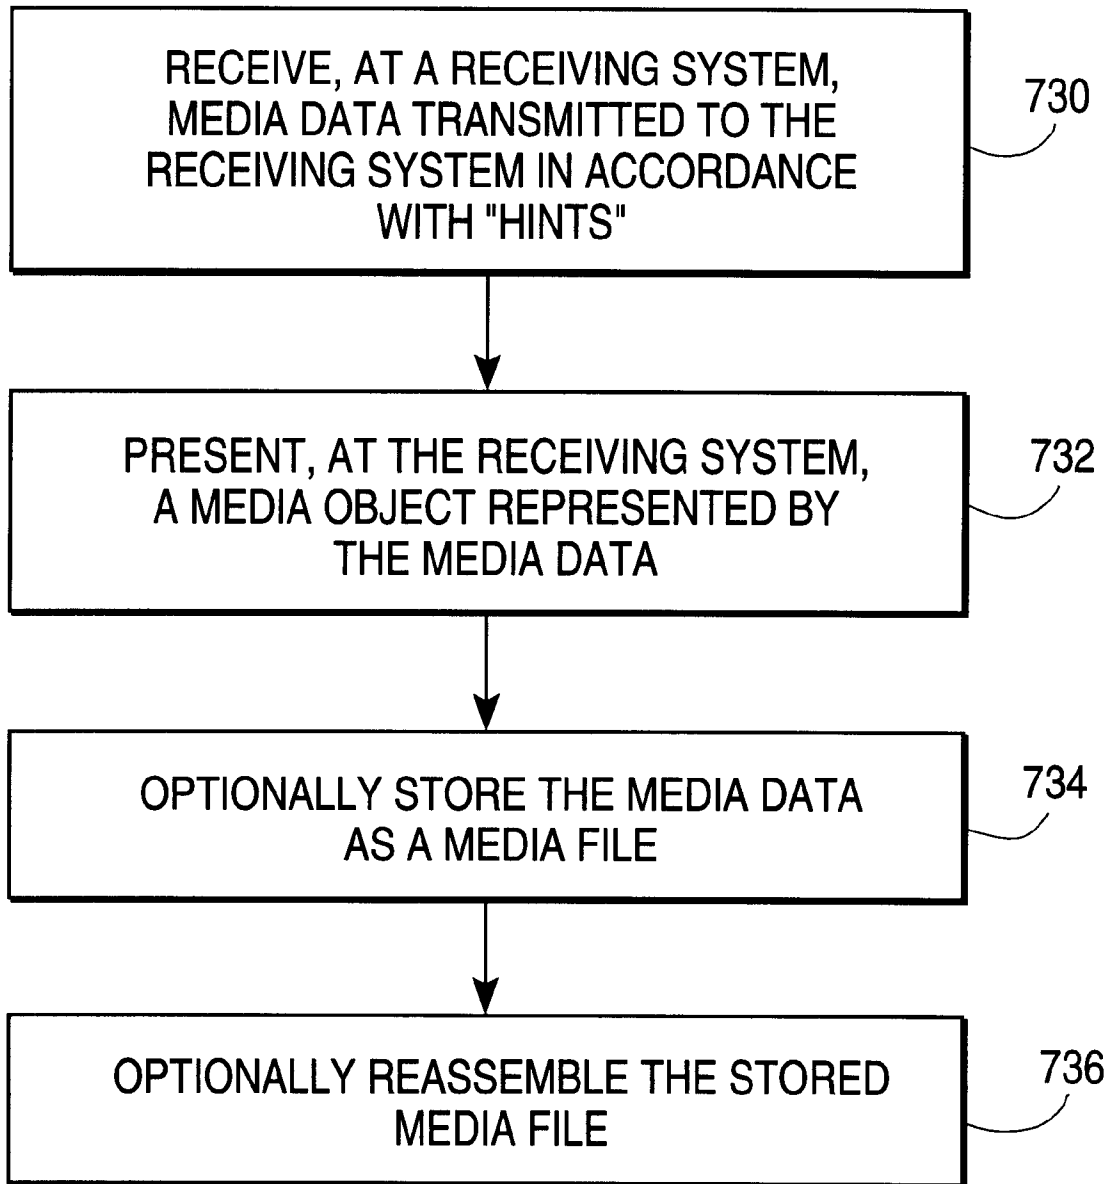 RECEIVE, AT A RECEIVING SYSTEM,
MEDIA DATA TRANSMITTED TO THE
RECEIVING SYSTEM IN ACCORDANCE
WITH "HINTS"
730
PRESENT, AT THE RECEIVING SYSTEM,
A MEDIA OBJECT REPRESENTED BY
THE MEDIA DATA
732
OPTIONALLY STORE THE MEDIA DATA
AS A MEDIA FILE
734
OPTIONALLY REASSEMBLE THE STORED
MEDIA FILE
736